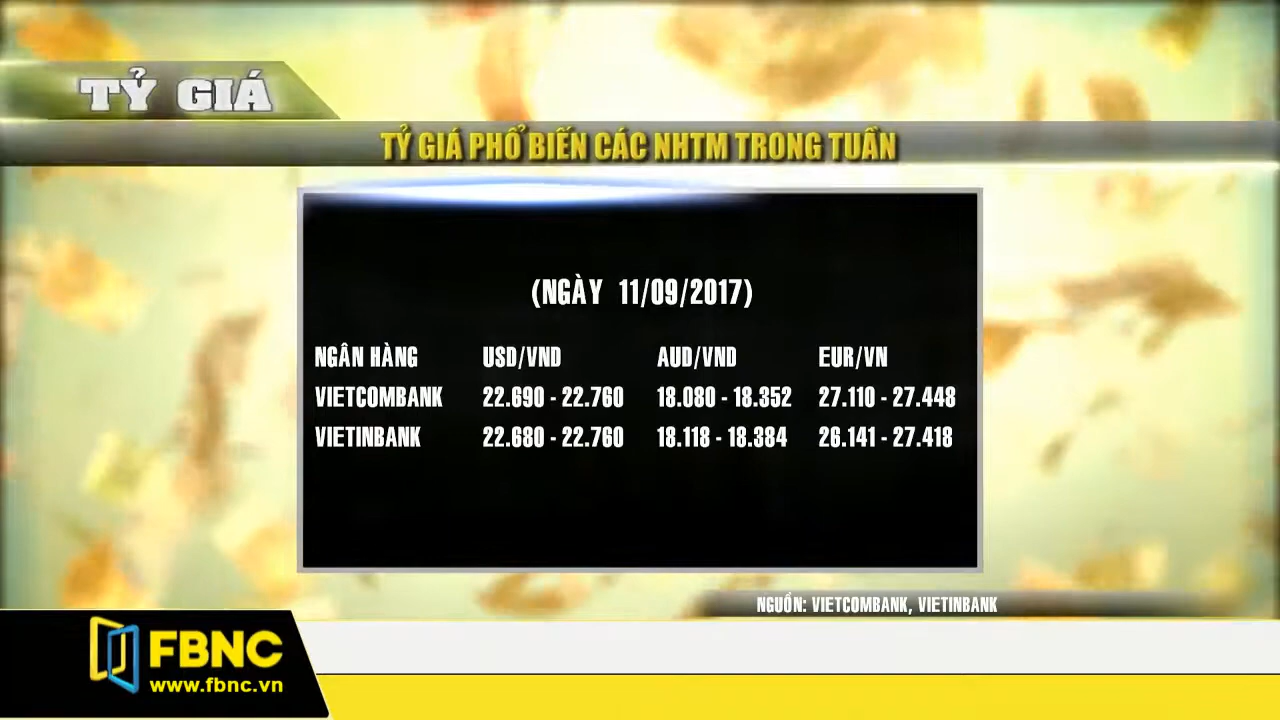 TỶ GIÁ
TỶ GIÁ PHỔ BIẾN CÁC NHTM TRONG TUẦN
(NGÀY 11/09/2017)
NGÂN HÀNG USD/VND AUD/VND EUR/VN
VIETCOMBANK 22.690 - 22.760 18.080 - 18.352 27.110 - 27.448
VIETINBANK 22.680 - 22.760 18.118 - 18.384 26.141 - 27.418
NGUỒN: VIETCOMBANK, VIETINBANK
FBNC
www.fbnc.vn